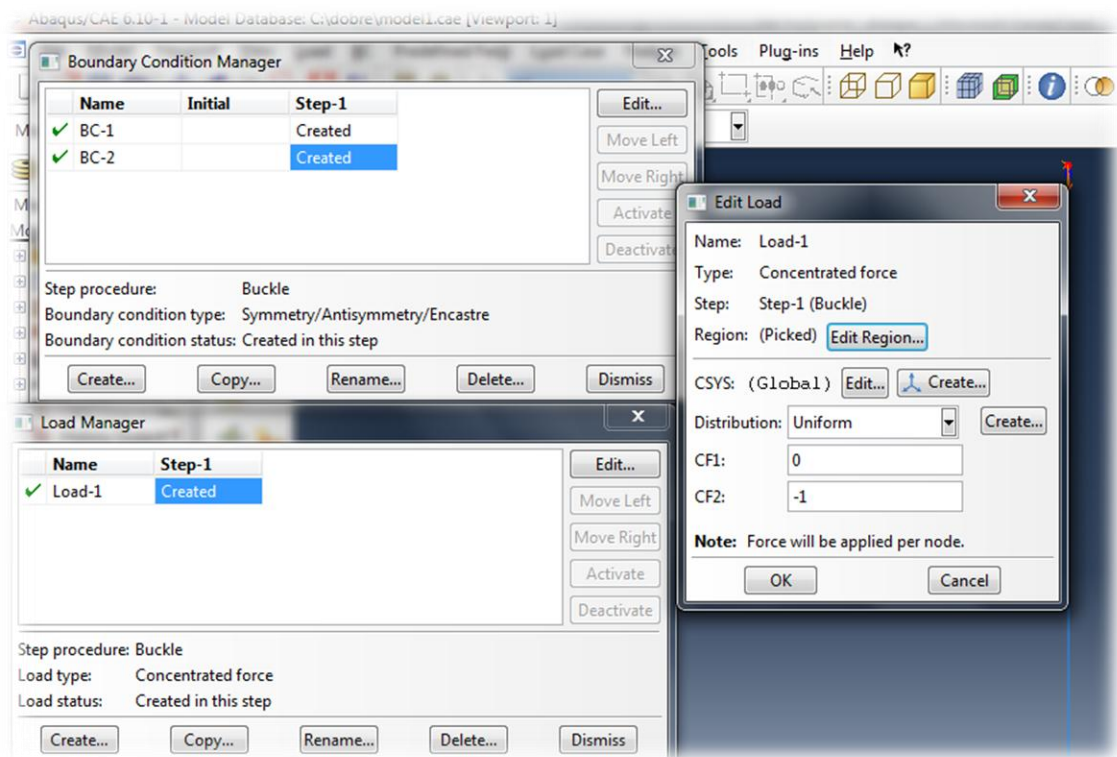 Abaqus/CAE 6.10-1 - Model Database: C:\dobre\model1.cae [Viewport: 1]
Tools Plug-ins Help
Boundary Condition Manager
Name Initial Step-1
BC-1 Created
BC-2 Created
Edit...
Move Left
Move Right
Activate
Deactivate
Step procedure: Buckle
Boundary condition type: Symmetry/Antisymmetry/Encastre
Boundary condition status: Created in this step
Create... Copy... Rename... Delete... Dismiss
Load Manager
Name Step-1
Load-1 Created
Edit...
Move Left
Move Right
Activate
Deactivate
Step procedure: Buckle
Load type: Concentrated force
Load status: Created in this step
Create... Copy... Rename... Delete... Dismiss
Edit Load
Name: Load-1
Type: Concentrated force
Step: Step-1 (Buckle)
Region: (Picked) Edit Region...
CSYS: (Global) Edit... Create...
Distribution: Uniform Create...
CF1: 0
CF2: -1
Note: Force will be applied per node.
OK Cancel